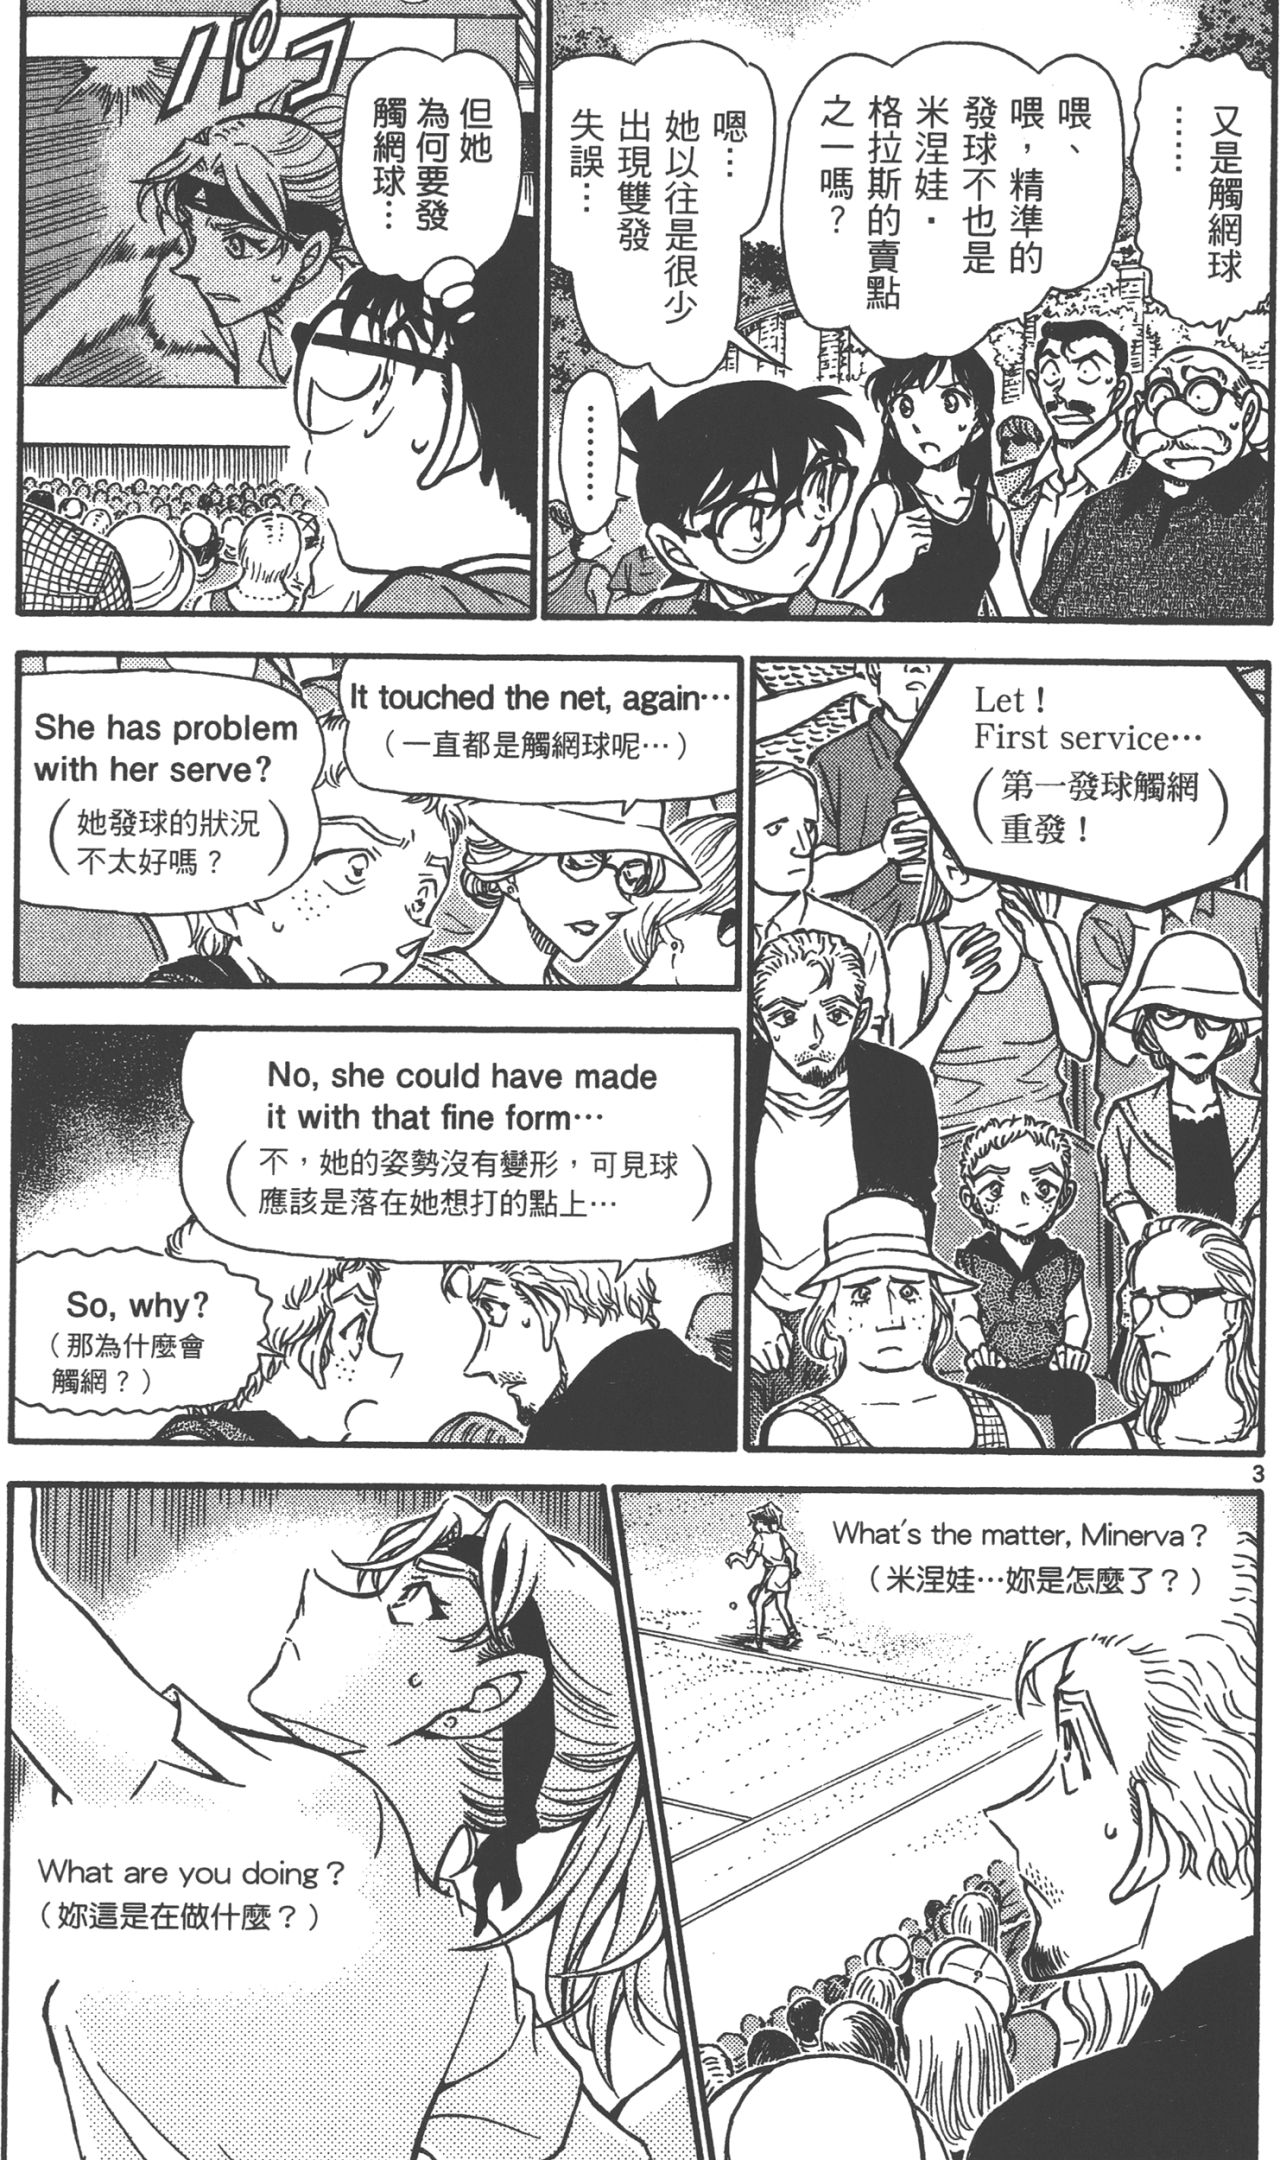 又是觸網球
……
喂、
喂，精準的
發球不也是
米涅娃．
格拉斯的賣點
之一嗎？
嗯…
她以往是很少
出現雙發
失誤…
………
但她
為何要發
觸網球…
パコ
Let！
First service…
（第一發球觸網
重發！）
It touched the net, again…
（一直都是觸網球呢…）
She has problem
with her serve？
（她發球的狀況
不太好嗎？）
No, she could have made
it with that fine form…
（不，她的姿勢沒有變形，可見球
應該是落在她想打的點上…）
So, why？
（那為什麼會
觸網？）
3
What's the matter, Minerva？
（米涅娃…妳是怎麼了？）
What are you doing？
（妳這是在做什麼？）